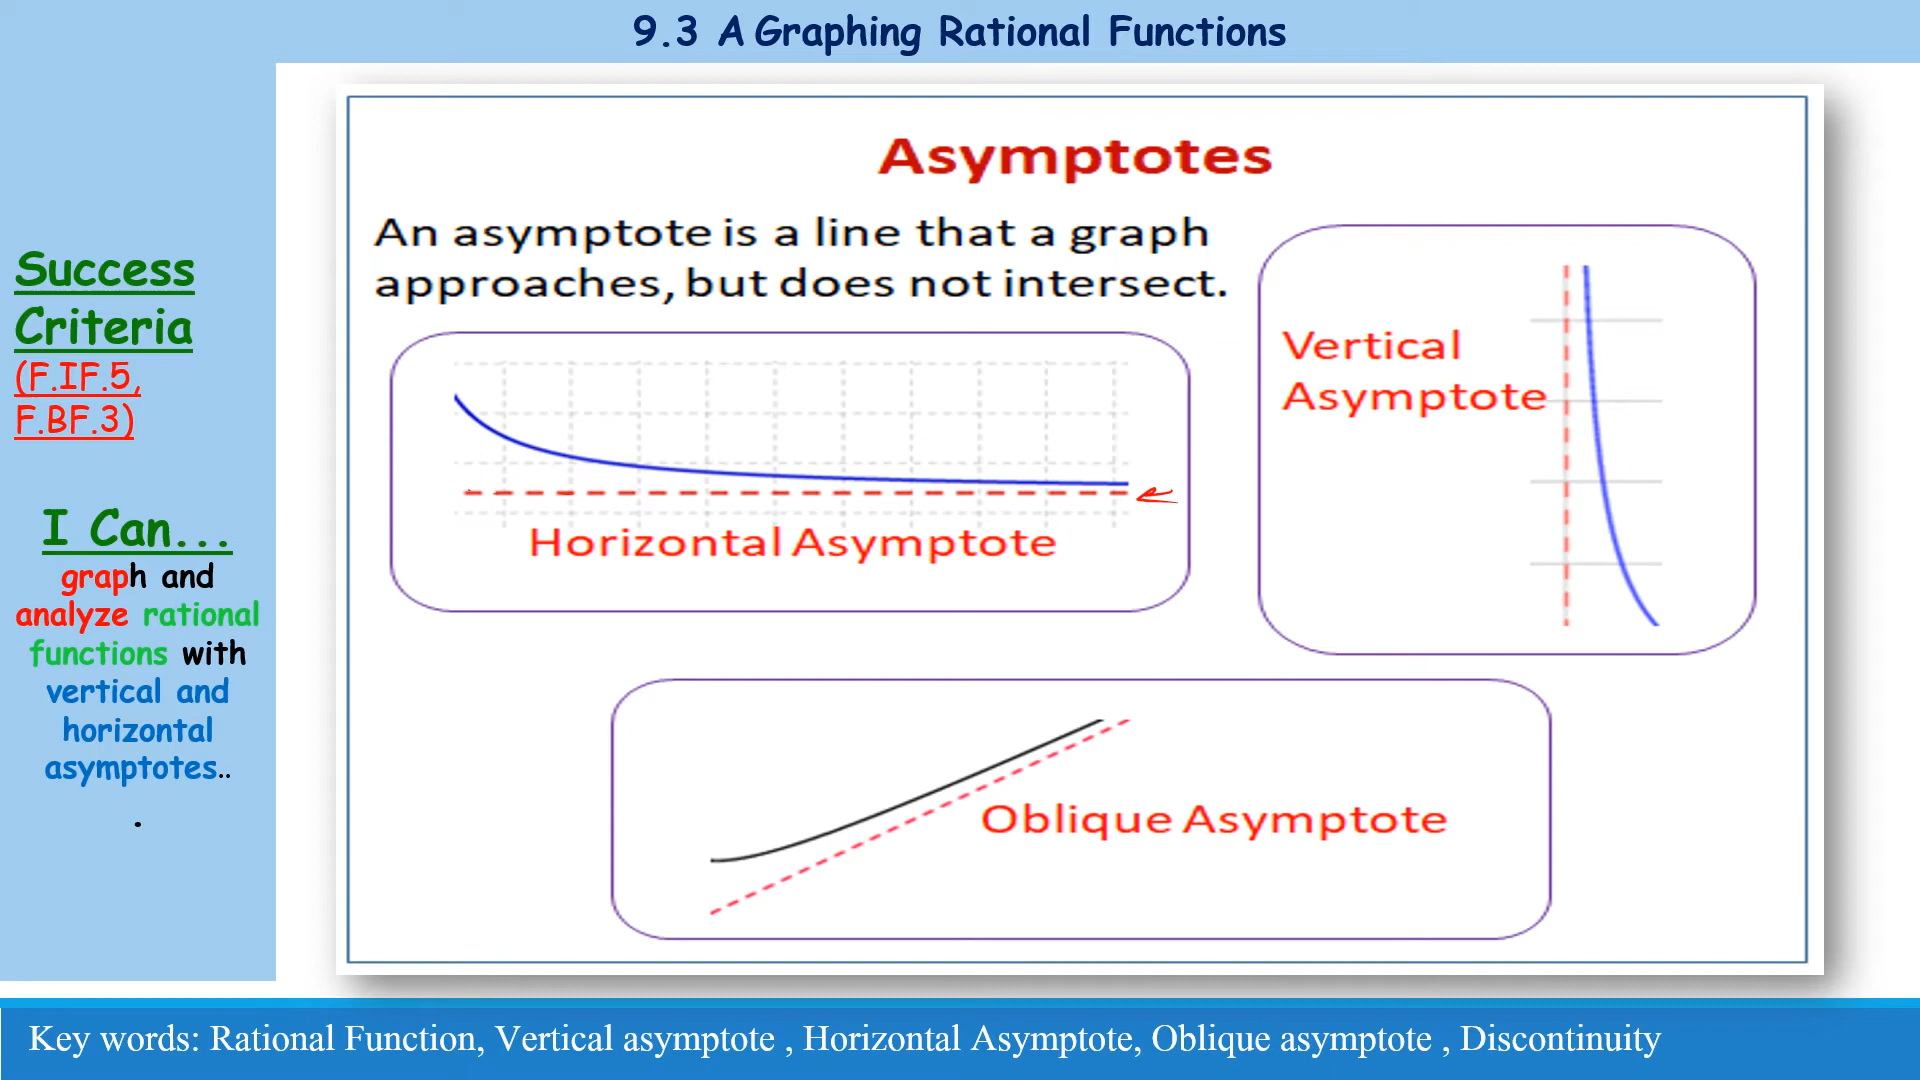 9.3 A Graphing Rational Functions
Success
Criteria
(F.IF.5,
F.BF.3)
I Can...
graph and
analyze rational
functions with
vertical and
horizontal
asymptotes..
.
Asymptotes
An asymptote is a line that a graph
approaches, but does not intersect.
Horizontal Asymptote
Vertical
Asymptote
Oblique Asymptote
Key words: Rational Function, Vertical asymptote , Horizontal Asymptote, Oblique asymptote , Discontinuity